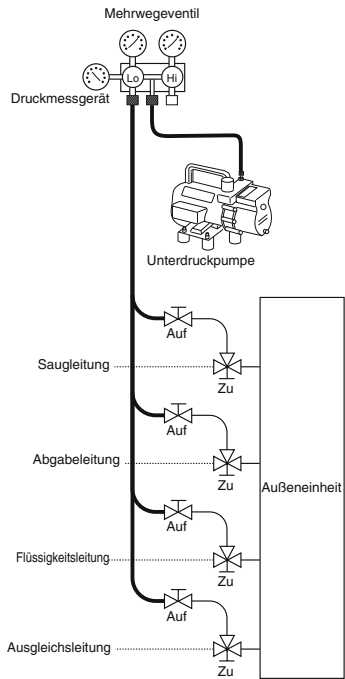 Mehrwegeventil
Lo Hi
Druckmessgerät
Unterdruckpumpe
Auf
Saugleitung
Zu
Auf
Abgabeleitung
Zu
Außeneinheit
Auf
Flüssigkeitsleitung
Zu
Auf
Ausgleichsleitung
Zu